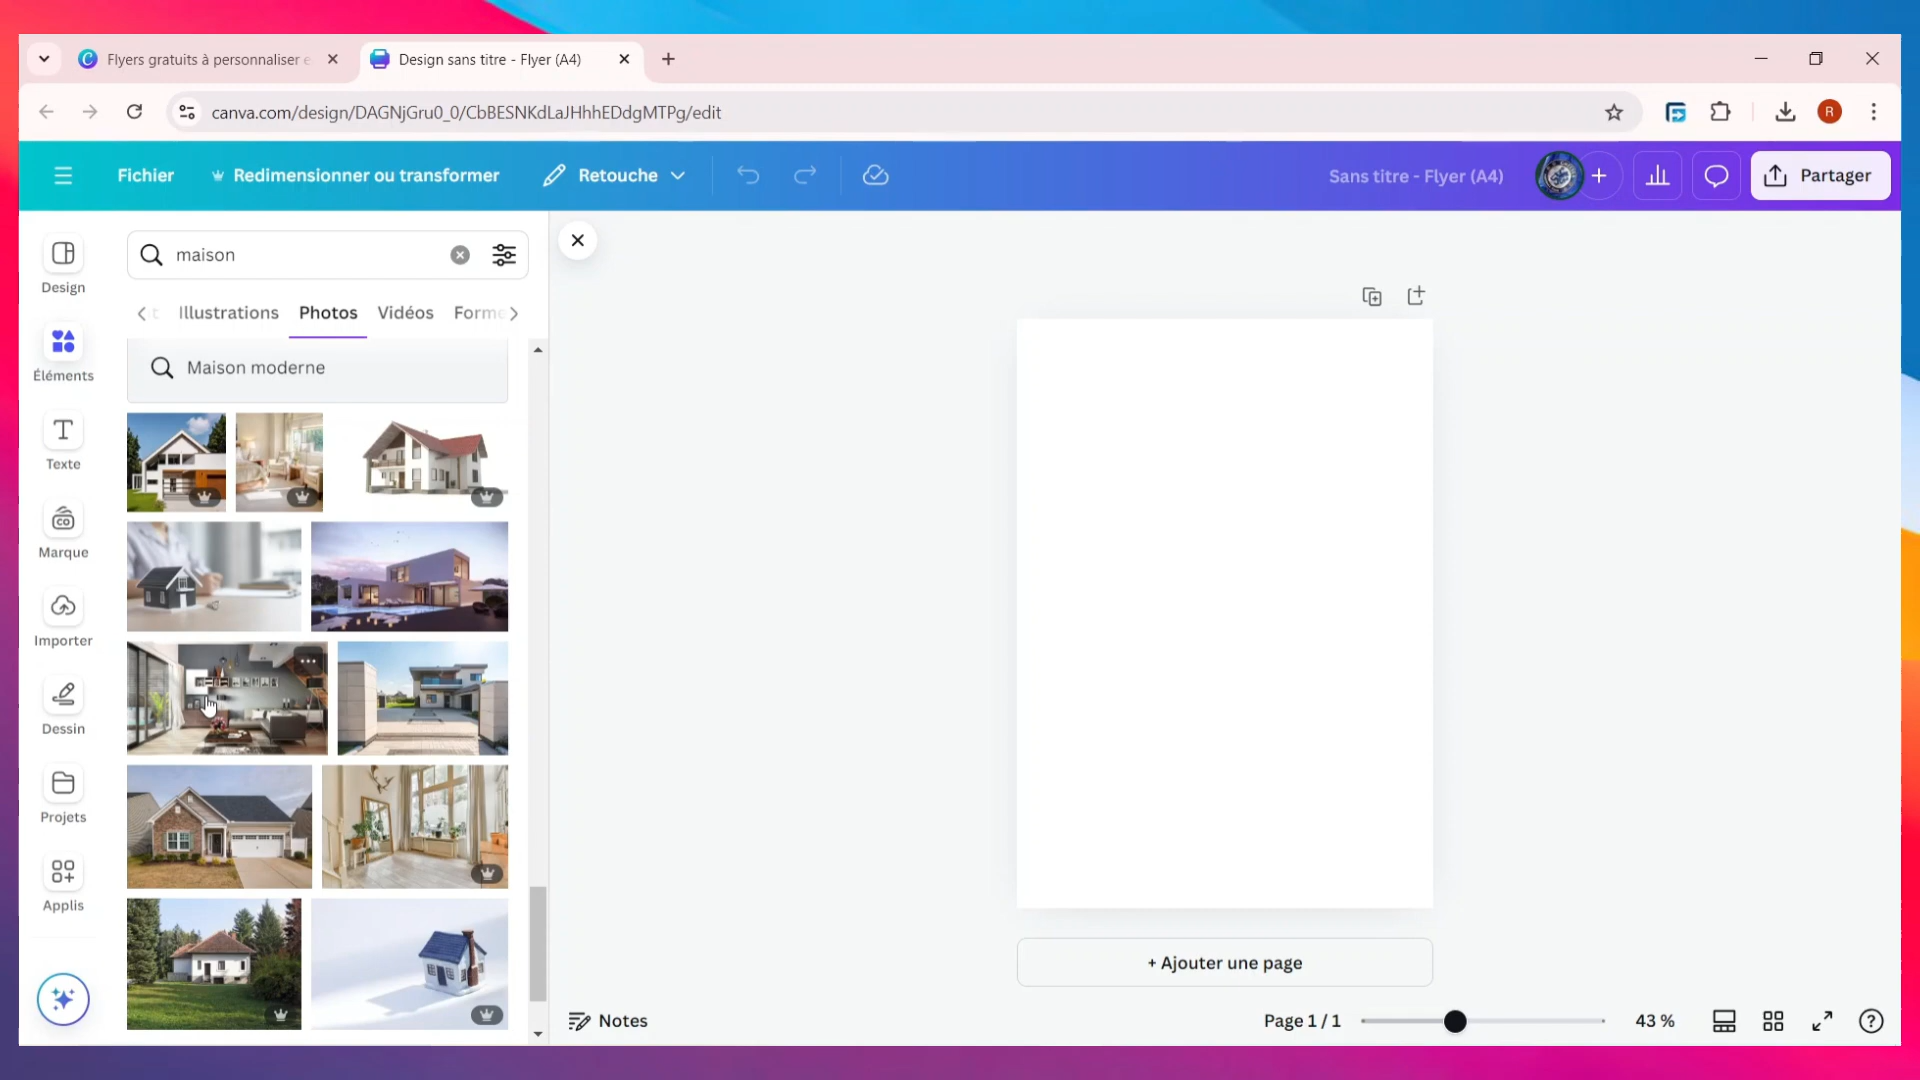 Flyers gratuits à personnaliser e
Design sans titre - Flyer (A4)
canva.com/design/DAGNjGru0_0/CbBESNKdLaJHhhEDdgMTPg/edit
R
Fichier
Redimensionner ou transformer
Retouche
Sans titre - Flyer (A4)
Partager
Design
Éléments
Texte
Marque
Importer
Dessin
Projets
Applis
maison
Illustrations
Photos
Vidéos
Forme
Maison moderne
+ Ajouter une page
Notes
Page 1 / 1
43 %